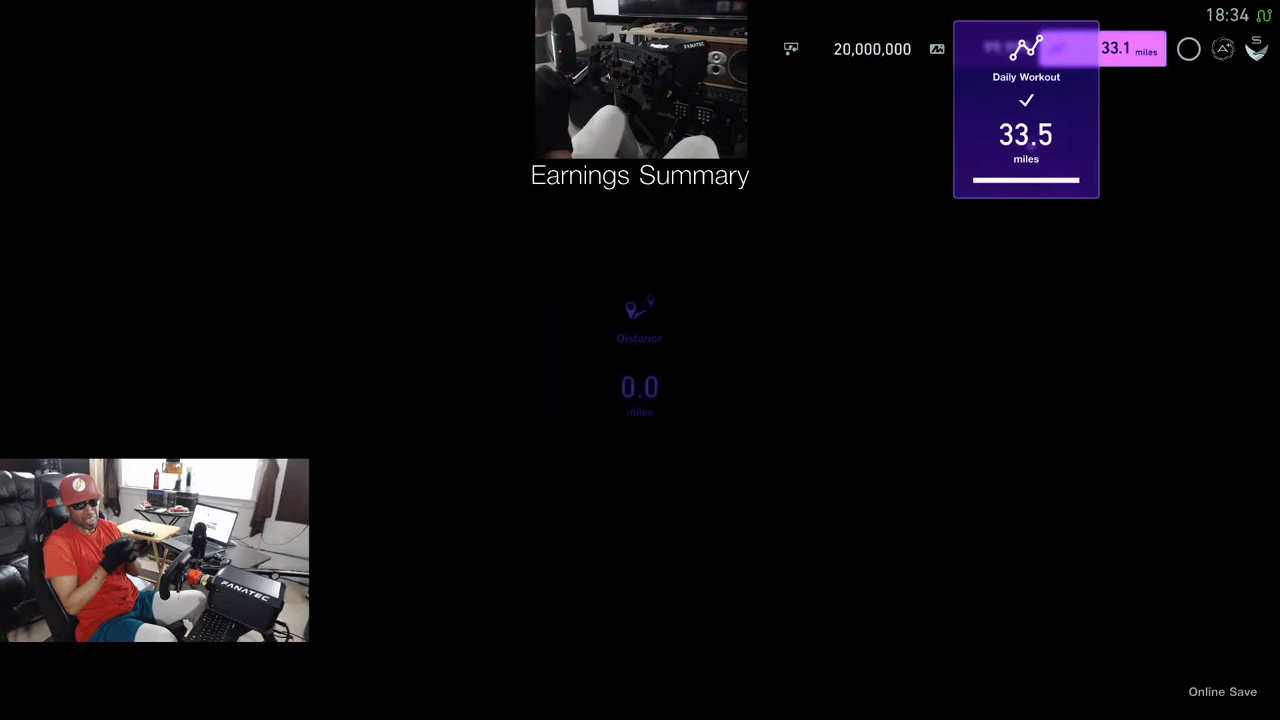 18:34
20,000,000
33.1 miles
Daily Workout
33.5
miles
FANATEC
Earnings Summary
Distance
0.0
miles
FANATEC
Online Save